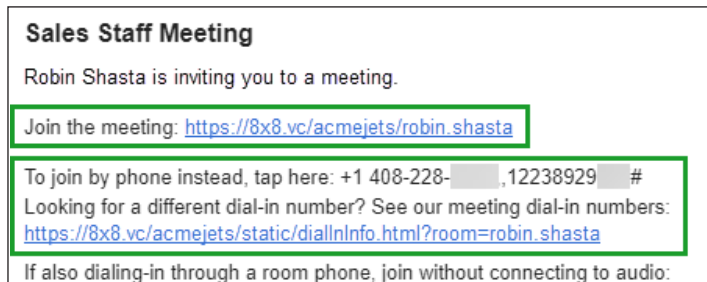 Sales Staff Meeting
Robin Shasta is inviting you to a meeting.
Join the meeting: https://8x8.vc/acmejets/robin.shasta
To join by phone instead, tap here: +1 408-228- ,,12238929 #
Looking for a different dial-in number? See our meeting dial-in numbers:
https://8x8.vc/acmejets/static/dialInInfo.html?room=robin.shasta
If also dialing-in through a room phone, join without connecting to audio: